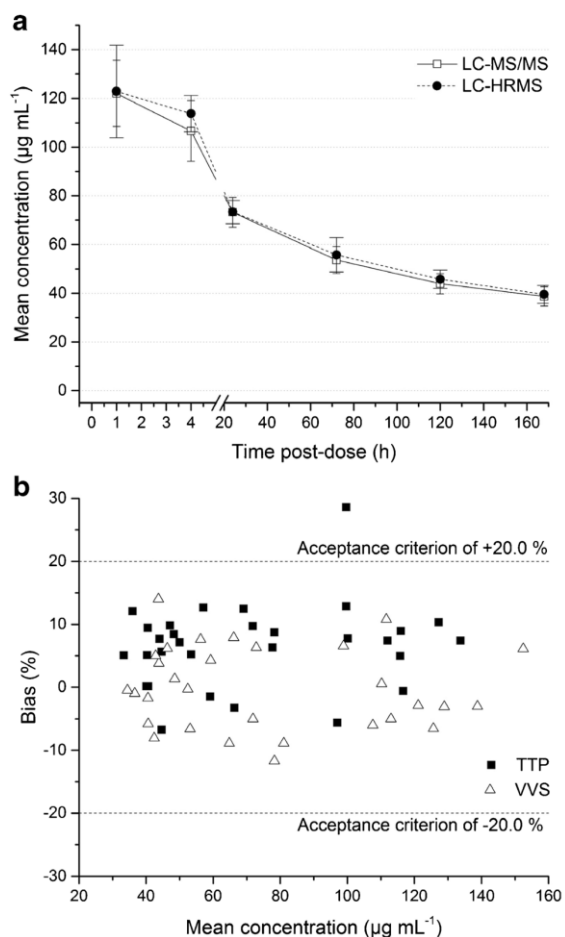 a
140
120
100
80
60
40
20
0
LC-MS/MS
LC-HRMS
Mean concentration (µg mL⁻¹)
0 1 2 3 4 20 40 60 80 100 120 140 160
Time post-dose (h)
b
30
20
10
0
-10
-20
-30
Acceptance criterion of +20.0 %
Bias (%)
TTP
VVS
Acceptance criterion of -20.0 %
20 40 60 80 100 120 140 160
Mean concentration (µg mL⁻¹)